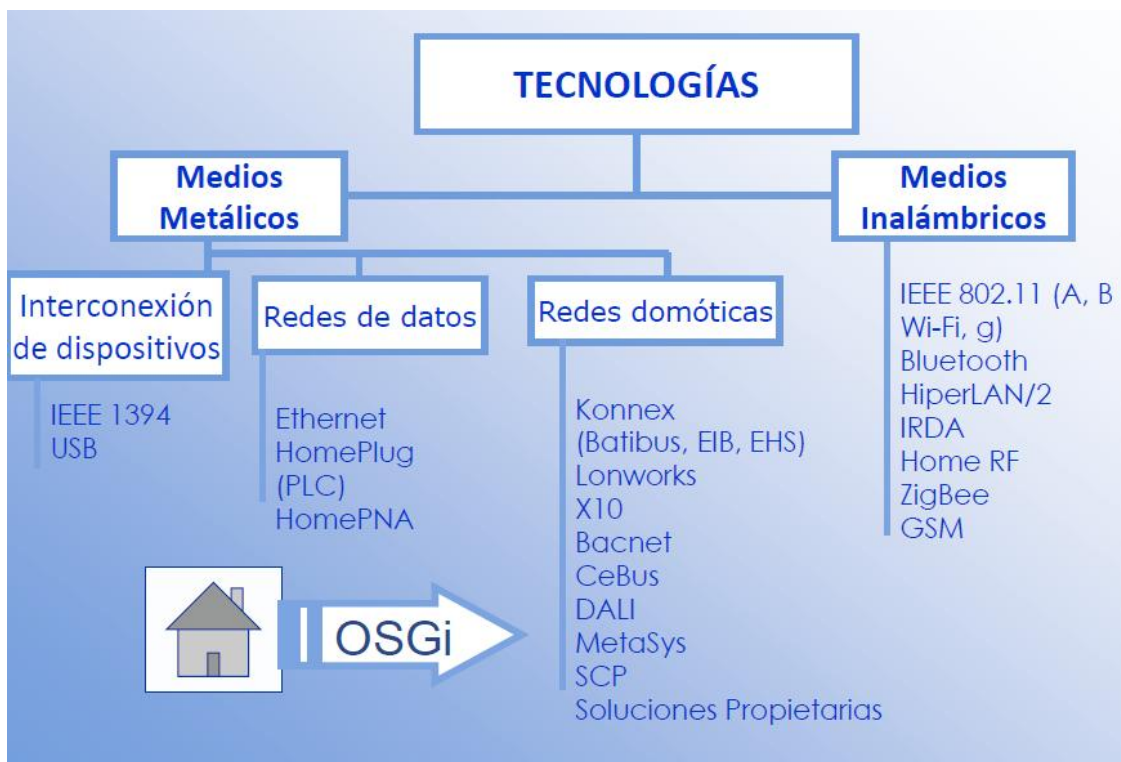 TECNOLOGÍAS
Medios
Metálicos
Medios
Inalámbricos
Interconexión
de dispositivos
Redes de datos
Redes domóticas
IEEE 1394
USB
Ethernet
HomePlug
(PLC)
HomePNA
Konnex
(Batibus, EIB, EHS)
Lonworks
X10
Bacnet
CeBus
DALI
MetaSys
SCP
Soluciones Propietarias
IEEE 802.11 (A, B
Wi-Fi, g)
Bluetooth
HiperLAN/2
IRDA
Home RF
ZigBee
GSM
OSGi